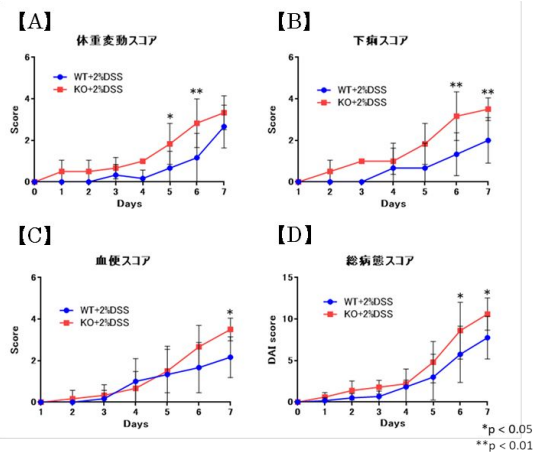 【A】
体重変動スコア
6
4
2
0
Score
WT+2%DSS
KO+2%DSS
*
**
0 1 2 3 4 5 6 7
Days
【B】
下痢スコア
6
4
2
0
Score
WT+2%DSS
KO+2%DSS
**
**
1 2 3 4 5 6 7
Days
【C】
血便スコア
6
4
2
0
Score
WT+2%DSS
KO+2%DSS
*
1 2 3 4 5 6 7
Days
【D】
総病態スコア
15
10
5
0
DAI score
WT+2%DSS
KO+2%DSS
*
*
0 1 2 3 4 5 6 7
Days
*p < 0.05
**p < 0.01